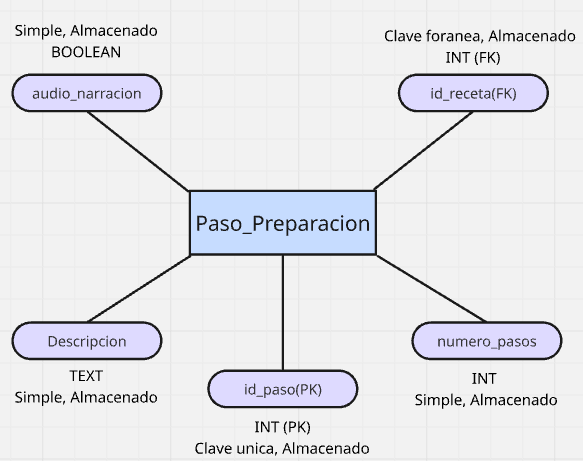 Simple, Almacenado
BOOLEAN
audio_narracion
Clave foranea, Almacenado
INT (FK)
id_receta(FK)
Paso_Preparacion
Descripcion
TEXT
Simple, Almacenado
id_paso(PK)
INT (PK)
Clave unica, Almacenado
numero_pasos
INT
Simple, Almacenado